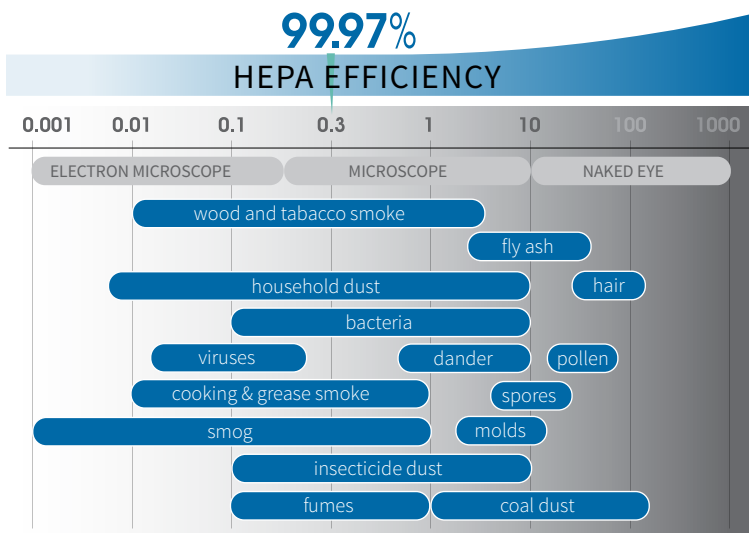 99.97%
HEPA EFFICIENCY
0.001 0.01 0.1 0.3 1 10 100 1000
ELECTRON MICROSCOPE MICROSCOPE NAKED EYE
wood and tabacco smoke
fly ash
household dust hair
bacteria
viruses dander pollen
cooking & grease smoke spores
smog molds
insecticide dust
fumes coal dust